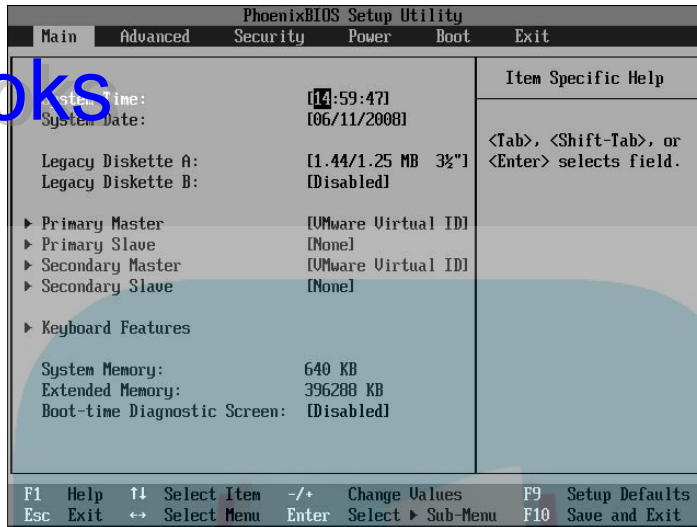 PhoenixBIOS Setup Utility
Main Advanced Security Power Boot Exit
oks
System Time: [14:59:47]
System Date: [06/11/2008]
Legacy Diskette A: [1.44/1.25 MB 3½"]
Legacy Diskette B: [Disabled]
▶ Primary Master [VMware Virtual ID]
▶ Primary Slave [None]
▶ Secondary Master [VMware Virtual ID]
▶ Secondary Slave [None]
▶ Keyboard Features
System Memory: 640 KB
Extended Memory: 396288 KB
Boot-time Diagnostic Screen: [Disabled]
Item Specific Help
<Tab>, <Shift-Tab>, or
<Enter> selects field.
F1 Help ↑↓ Select Item -/+ Change Values F9 Setup Defaults
Esc Exit ↔ Select Menu Enter Select ▶ Sub-Menu F10 Save and Exit